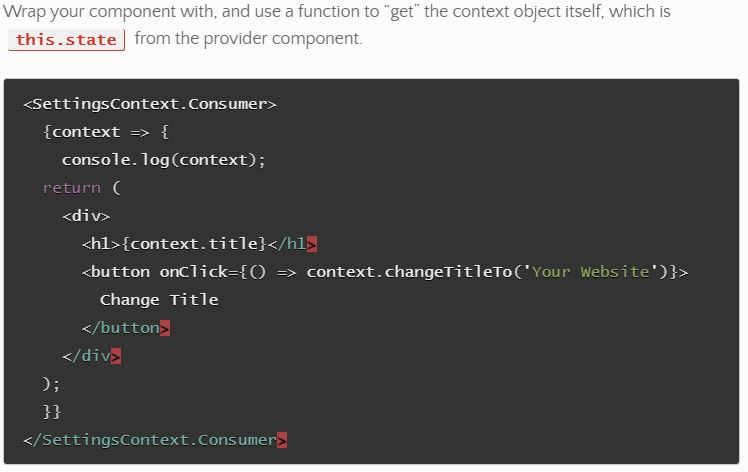 Wrap your component with, and use a function to “get” the context object itself, which is
this.state from the provider component.
<SettingsContext.Consumer>
{context => {
console.log(context);
return (
<div>
<h1>{context.title}</h1>
<button onClick={() => context.changeTitleTo('Your Website')}>
Change Title
</button>
</div>
);
}}
</SettingsContext.Consumer>